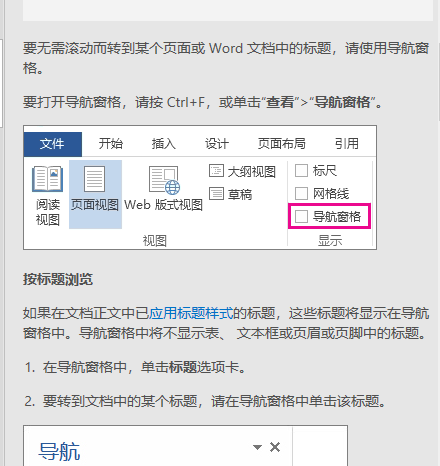 要无需滚动而转到某个页面或 Word 文档中的标题，请使用导航窗
格。
要打开导航窗格，请按 Ctrl+F，或单击“查看”>“导航窗格”。
文件 开始 插入 设计 页面布局 引用
阅读
视图
页面视图
Web 版式视图
大纲视图
草稿
视图
标尺
网格线
导航窗格
显示
按标题浏览
如果在文档正文中已应用标题样式的标题，这些标题将显示在导航
窗格中。导航窗格中将不显示表、 文本框或页眉或页脚中的标题。
1. 在导航窗格中，单击标题选项卡。
2. 要转到文档中的某个标题，请在导航窗格中单击该标题。
导航